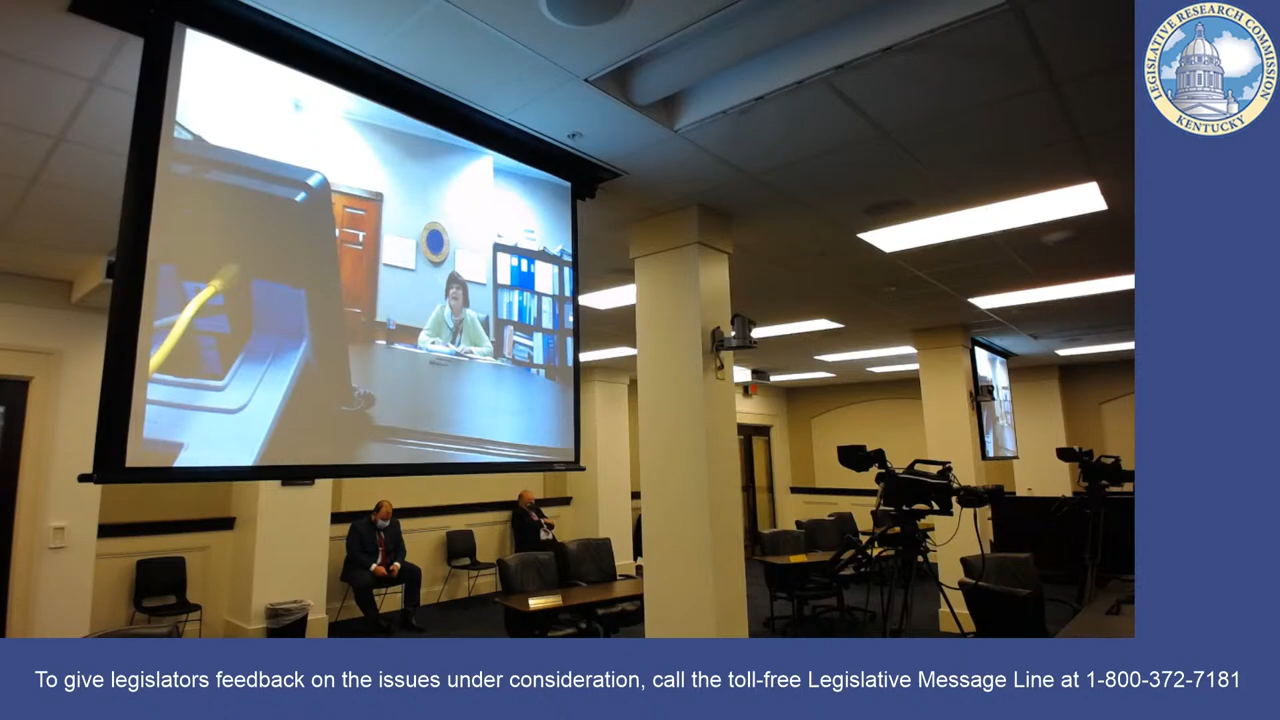 LEGISLATIVE RESEARCH COMMISSION
KENTUCKY
To give legislators feedback on the issues under consideration, call the toll-free Legislative Message Line at 1-800-372-7181